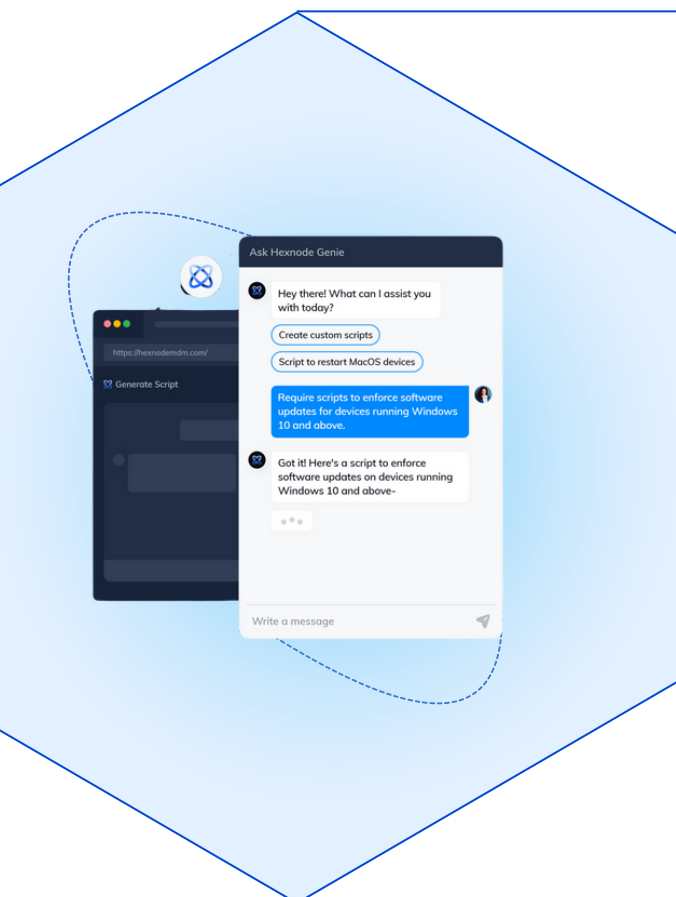 Ask Hexnode Genie
Hey there! What can I assist you
with today?
Create custom scripts
Script to restart MacOS devices
https://hexnodemdm.com/
Generate Script
Require scripts to enforce software
updates for devices running Windows
10 and above.
Got it! Here's a script to enforce
software updates on devices running
Windows 10 and above-
Write a message